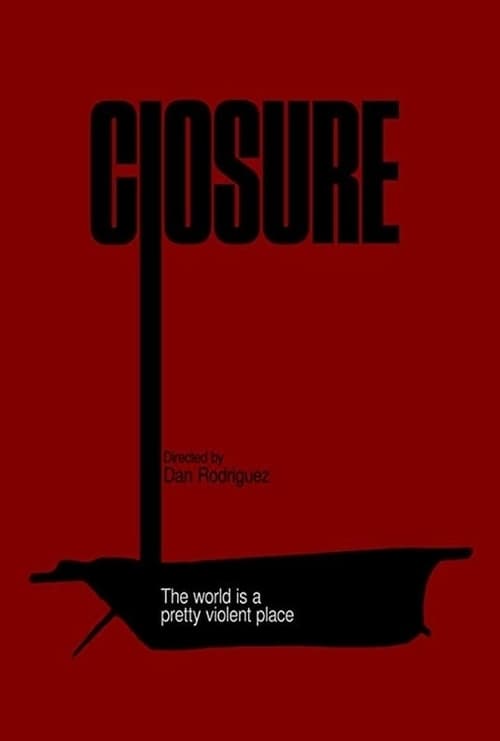 CLOSURE
Directed by
Dan Rodriguez
The world is a
pretty violent place